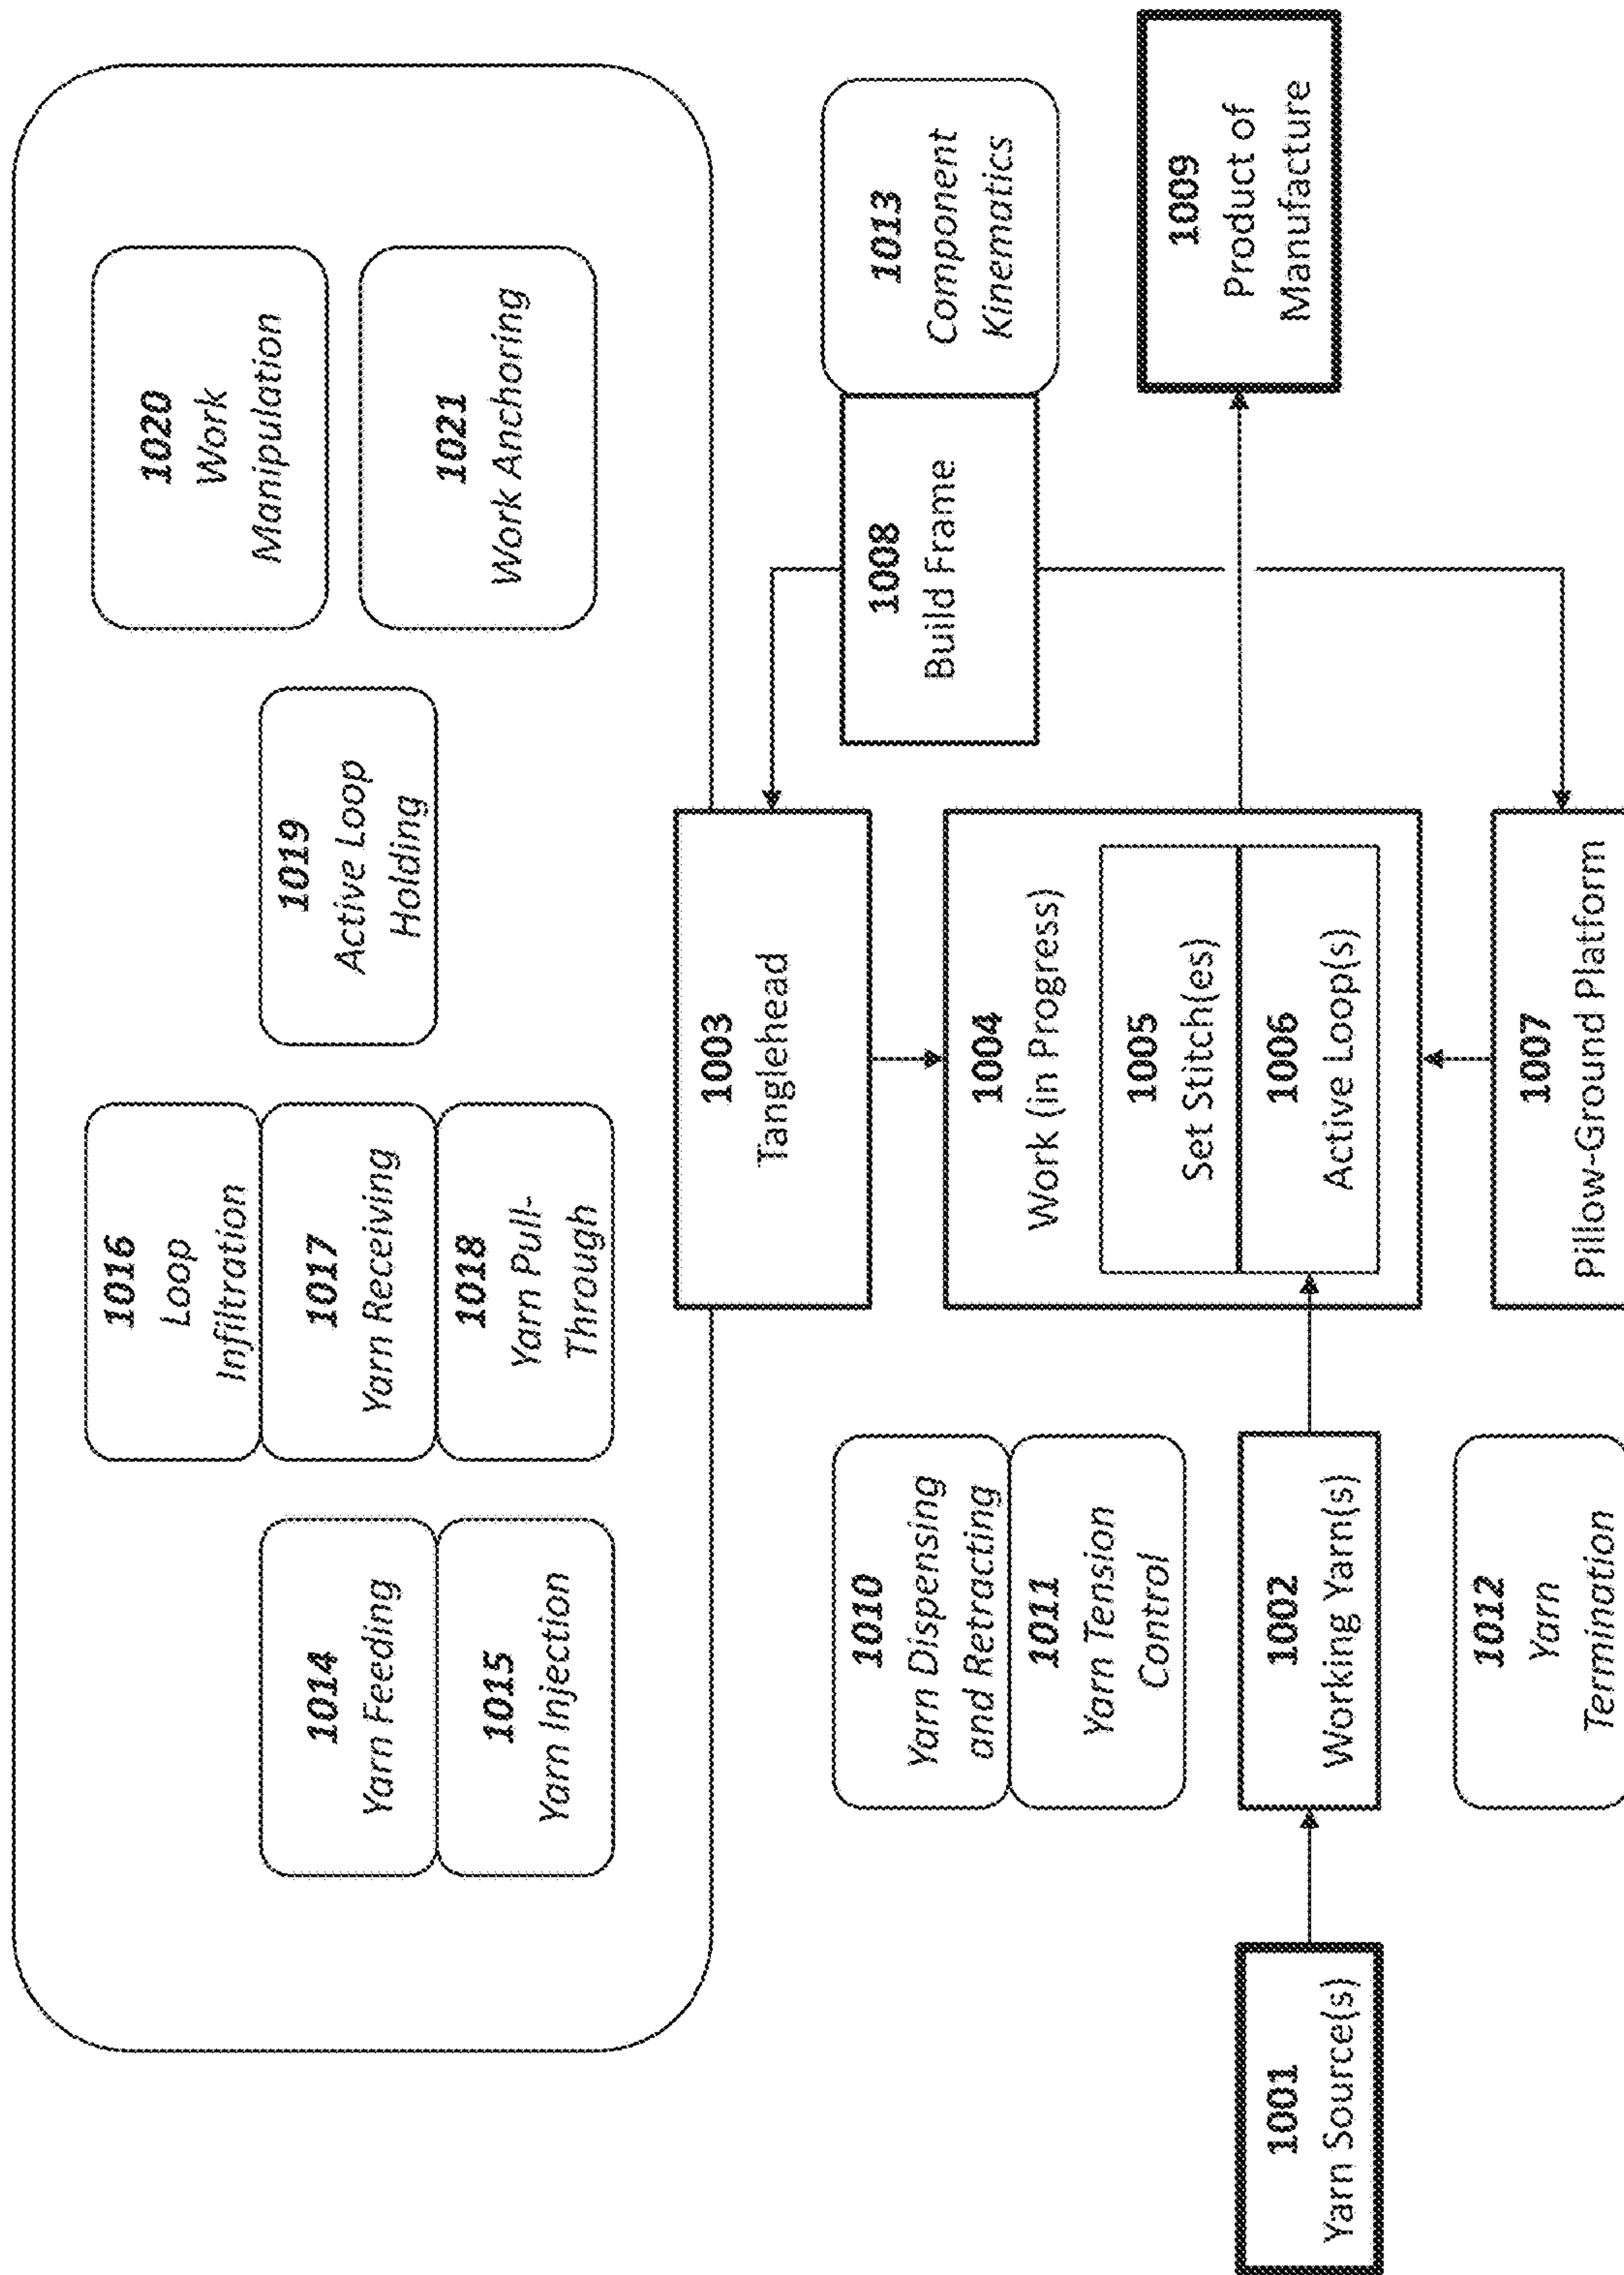 1014
Yarn Feeding
1015
Yarn Injection
1016
Loop
Infiltration
1017
Yarn Receiving
1018
Yarn Pull-
Through
1019
Active Loop
Holding
1020
Work
Manipulation
1021
Work Anchoring
1003
Tanglehead
1010
Yarn Dispensing
and Retracting
1011
Yarn Tension
Control
1001
Yarn Source(s)
1002
Working Yarn(s)
1012
Yarn
Termination
1004
Work (in Progress)
1005
Set Stitch(es)
1006
Active Loop(s)
1007
Pillow-Ground Platform
1008
Build Frame
1013
Component
Kinematics
1009
Product of
Manufacture